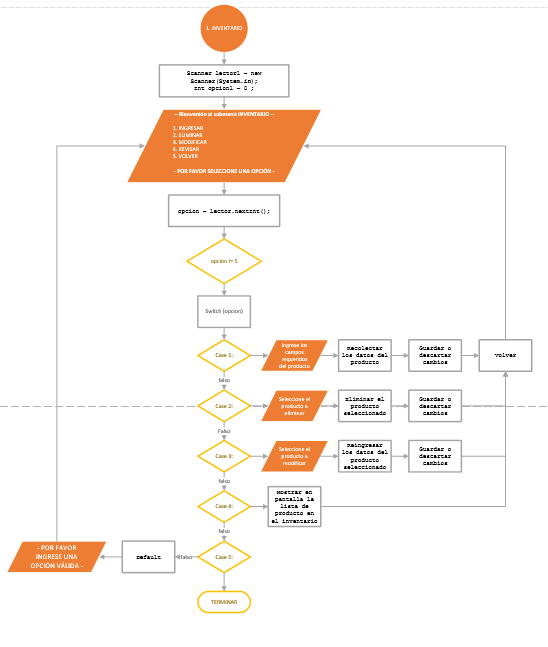 1. INVENTARIO
Scanner lector1 = new
Scanner(System.in);
int opcion1 = 0 ;
-- Bienvenido al submenú INVENTARIO --
1. INGRESAR
2. ELIMINAR
3. MODIFICAR
4. REVISAR
5. VOLVER
- POR FAVOR SELECCIONE UNA OPCIÓN -
opcion = lector.nextInt();
opcion != 5
Switch (opcion)
Case 1:
Ingrese los
campos
requeridos
del producto
Recolectar
los datos del
producto
Guardar o
descartar
cambios
volver
falso
Case 2:
Seleccione el
producto a
eliminar
Eliminar el
producto
seleccionado
Guardar o
descartar
cambios
Falso
Case 3:
Seleccione el
producto a
modificar
Reingresar
los datos del
producto
seleccionado
Guardar o
descartar
cambios
falso
Case 4:
Mostrar en
pantalla la
lista de
producto en
el inventario
falso
- POR FAVOR
INGRESE UNA
OPCIÓN VÁLIDA -
Default
falso
Case 5:
TERMINAR